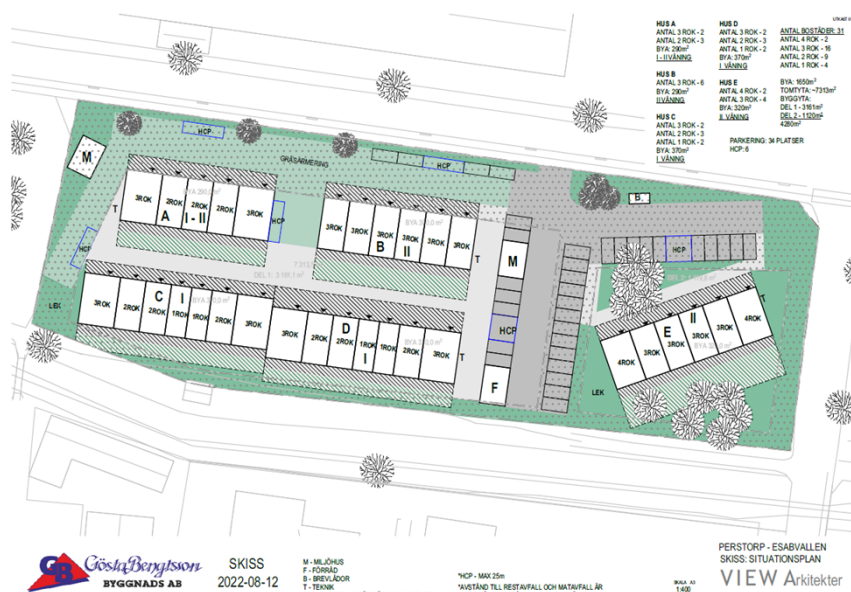 HUS A
ANTAL 3 ROK - 2
ANTAL 2 ROK - 3
BYA: 290m²
I - II VÅNING
HUS B
ANTAL 3 ROK - 6
BYA: 290m²
II VÅNING
HUS C
ANTAL 3 ROK - 2
ANTAL 2 ROK - 3
ANTAL 1 ROK - 2
BYA: 370m²
I VÅNING
HUS D
ANTAL 3 ROK - 2
ANTAL 2 ROK - 3
ANTAL 1 ROK - 2
BYA: 370m²
I VÅNING
HUS E
ANTAL 4 ROK - 2
ANTAL 3 ROK - 4
BYA: 320m²
II VÅNING
ANTAL BOSTÄDER: 31
ANTAL 4 ROK - 2
ANTAL 3 ROK - 16
ANTAL 2 ROK - 9
ANTAL 1 ROK - 4
BYA: 1650m²
TOMTYTA: ~7313m²
BYGGYTA:
DEL 1 - 3161m²
DEL 2 - 1120m²
4280m²
PARKERING: 34 PLATSER
HCP: 6
HCP
M
GRÄSARMERING
HCP
B
3ROK 2ROK 2ROK 2ROK 3ROK
A I - II
T
HCP
HCP
3ROK 3ROK 3ROK 3ROK 3ROK 3ROK
B II
T
M
HCP
F
HCP
LEK
3ROK 2ROK 2ROK 1ROK 1ROK 2ROK 3ROK
C I
3ROK 2ROK 2ROK 1ROK 1ROK 2ROK 3ROK
D I
T
4ROK 3ROK 3ROK 3ROK 3ROK 4ROK
E II
T
LEK
Gösta Bengtsson
BYGGNADS AB
SKISS
2022-08-12
M - MILJÖHUS
F - FÖRRÅD
B - BREVLÅDOR
T - TEKNIK
*HCP - MAX 25m
*AVSTÅND TILL RESTAVFALL OCH MATAVFALL ÄR
SKALA A3
1:400
PERSTORP - ESABVALLEN
SKISS: SITUATIONSPLAN
VIEW Arkitekter